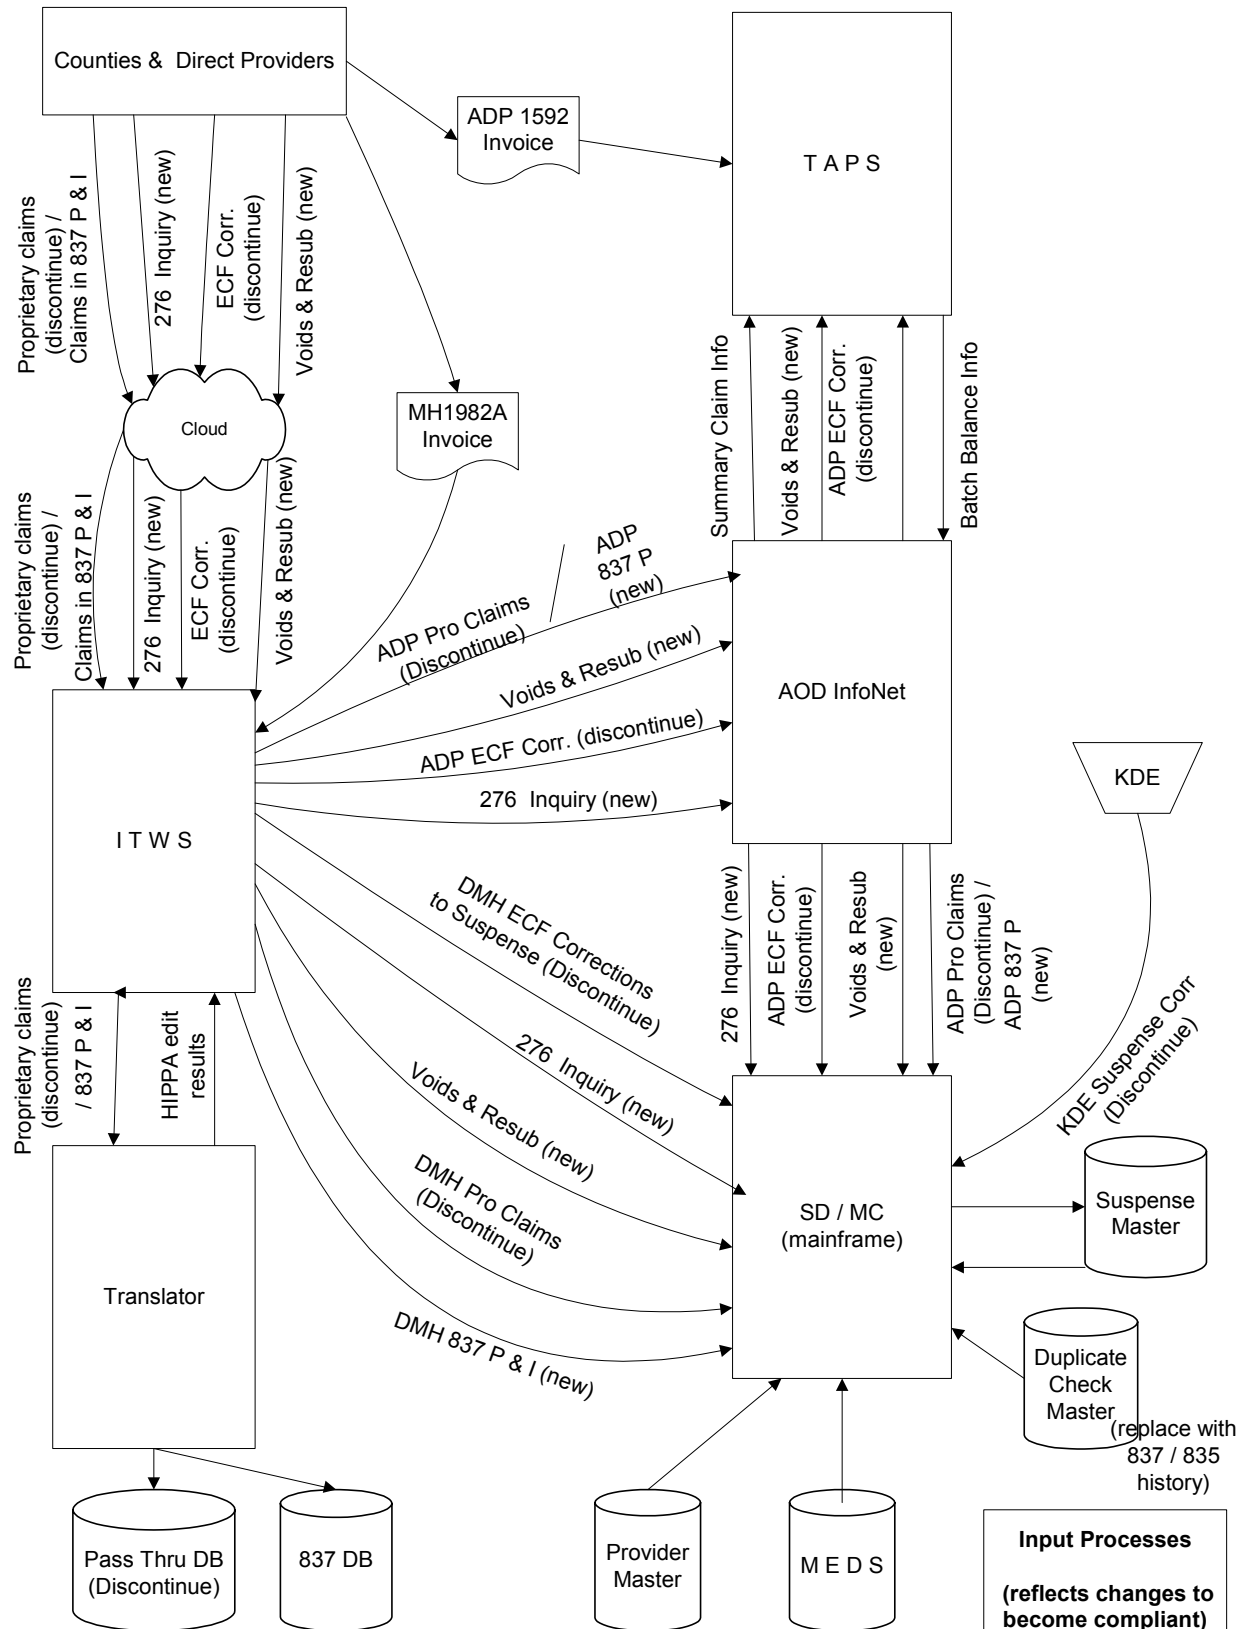 Counties & Direct Providers
ADP 1592
Invoice
T A P S
Proprietary claims
(discontinue) /
Claims in 837 P & I
276 Inquiry (new)
ECF Corr.
(discontinue)
Voids & Resub (new)
Cloud
MH1982A
Invoice
Summary Claim Info
Voids & Resub (new)
ADP ECF Corr.
(discontinue)
Batch Balance Info
Proprietary claims
(discontinue) /
Claims in 837 P & I
276 Inquiry (new)
ECF Corr.
(discontinue)
Voids & Resub (new)
ADP Pro Claims
(Discontinue)
/
ADP
837 P
(new)
Voids & Resub (new)
ADP ECF Corr. (discontinue)
276 Inquiry (new)
AOD InfoNet
KDE
I T W S
DMH ECF Corrections
to Suspense (Discontinue)
276 Inquiry (new)
Voids & Resub (new)
DMH Pro Claims
(Discontinue)
DMH 837 P & I (new)
276 Inquiry (new)
ADP ECF Corr.
(discontinue)
Voids & Resub
(new)
ADP Pro Claims
(Discontinue) /
ADP 837 P
(new)
KDE Suspense Corr
(Discontinue)
Proprietary claims
(discontinue)
/ 837 P & I
HIPPA edit
results
Translator
SD / MC
(mainframe)
Suspense
Master
Duplicate
Check
Master
(replace with
837 / 835
history)
Pass Thru DB
(Discontinue)
837 DB
Provider
Master
M E D S
Input Processes
(reflects changes to
become compliant)